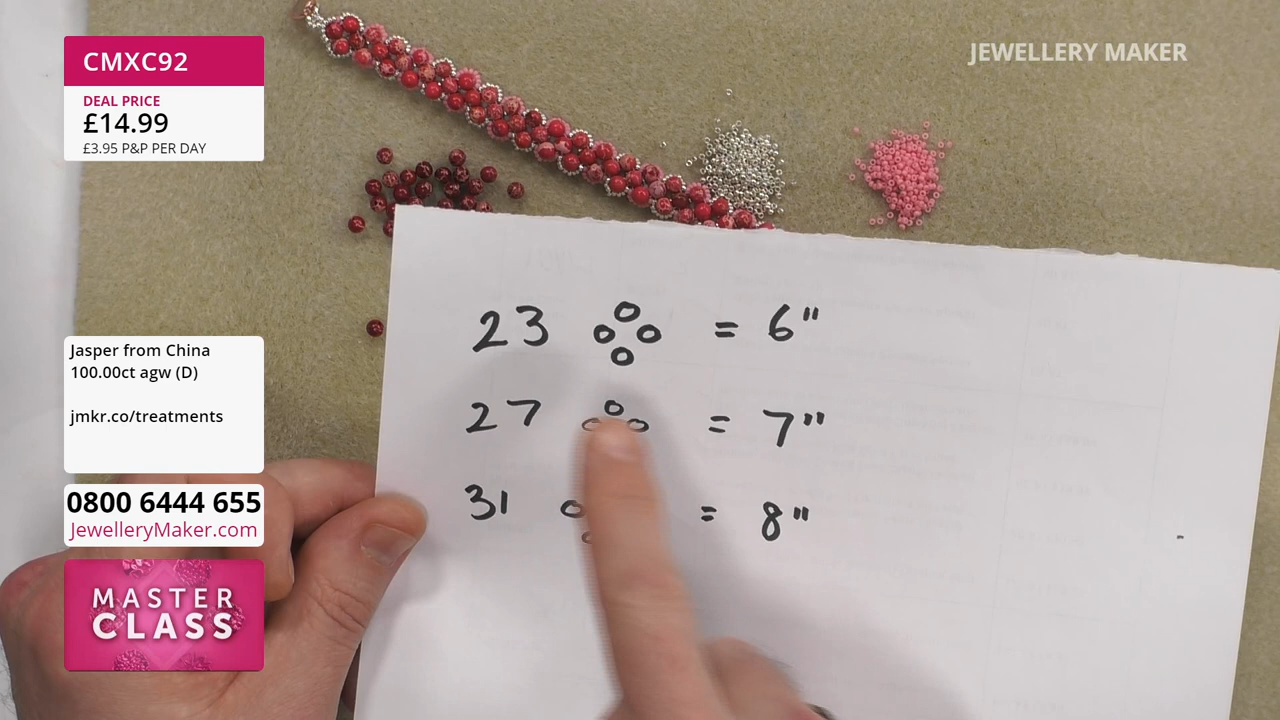 CMXC92
DEAL PRICE
£14.99
£3.95 P&P PER DAY
JEWELLERY MAKER
Jasper from China
100.00ct agw (D)
jmkr.co/treatments
0800 6444 655
JewelleryMaker.com
MASTER
CLASS
23 = 6"
27 = 7"
31 = 8"